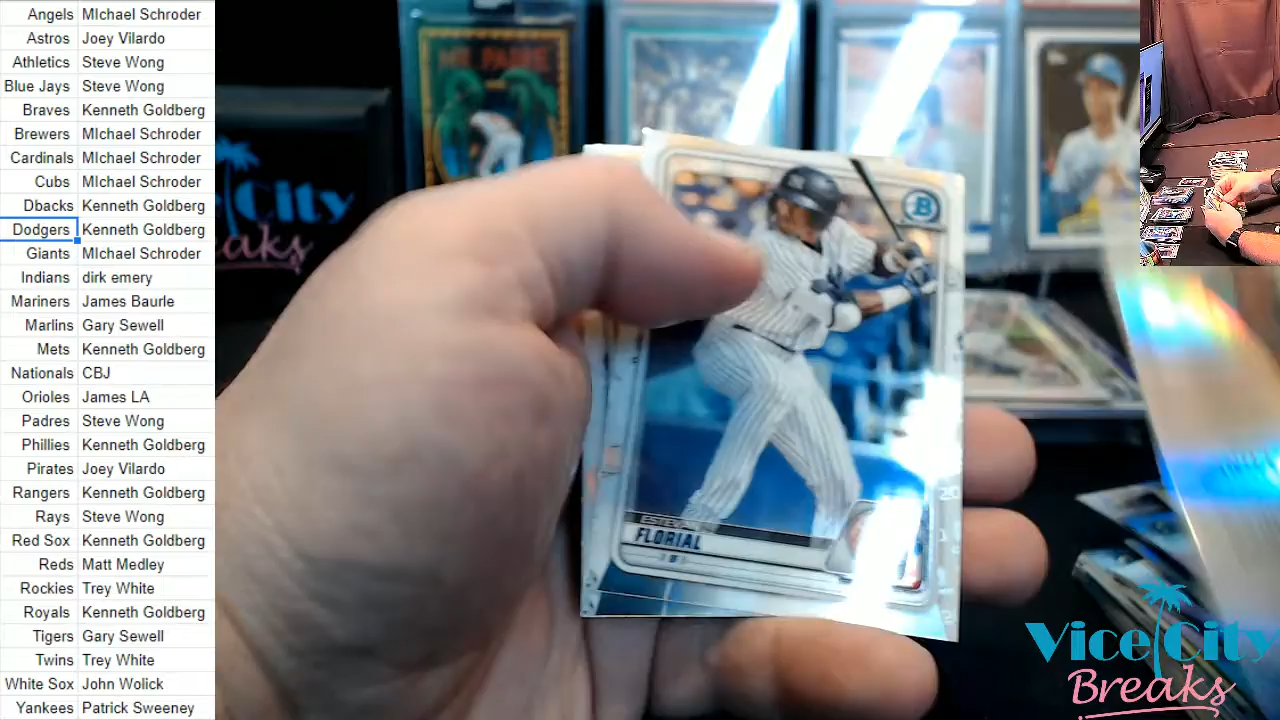 Angels MIchael Schroder
Astros Joey Vilardo
Athletics Steve Wong
Blue Jays Steve Wong
Braves Kenneth Goldberg
Brewers MIchael Schroder
Cardinals MIchael Schroder
Cubs MIchael Schroder
Dbacks Kenneth Goldberg
Dodgers Kenneth Goldberg
Giants MIchael Schroder
Indians dirk emery
Mariners James Baurle
Marlins Gary Sewell
Mets Kenneth Goldberg
Nationals CBJ
Orioles James LA
Padres Steve Wong
Phillies Kenneth Goldberg
Pirates Joey Vilardo
Rangers Kenneth Goldberg
Rays Steve Wong
Red Sox Kenneth Goldberg
Reds Matt Medley
Rockies Trey White
Royals Kenneth Goldberg
Tigers Gary Sewell
Twins Trey White
White Sox John Wolick
Yankees Patrick Sweeney
B
FLORIAL
Vice City
Breaks